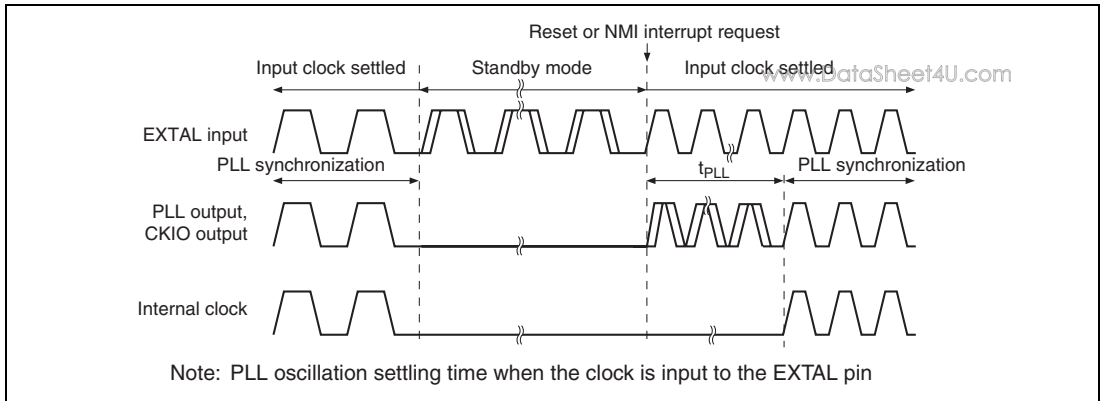 Reset or NMI interrupt request
Input clock settled
Standby mode
Input clock settled
www.DataSheet4U.com
EXTAL input
PLL synchronization
tPLL
PLL synchronization
PLL output,
CKIO output
Internal clock
Note: PLL oscillation settling time when the clock is input to the EXTAL pin